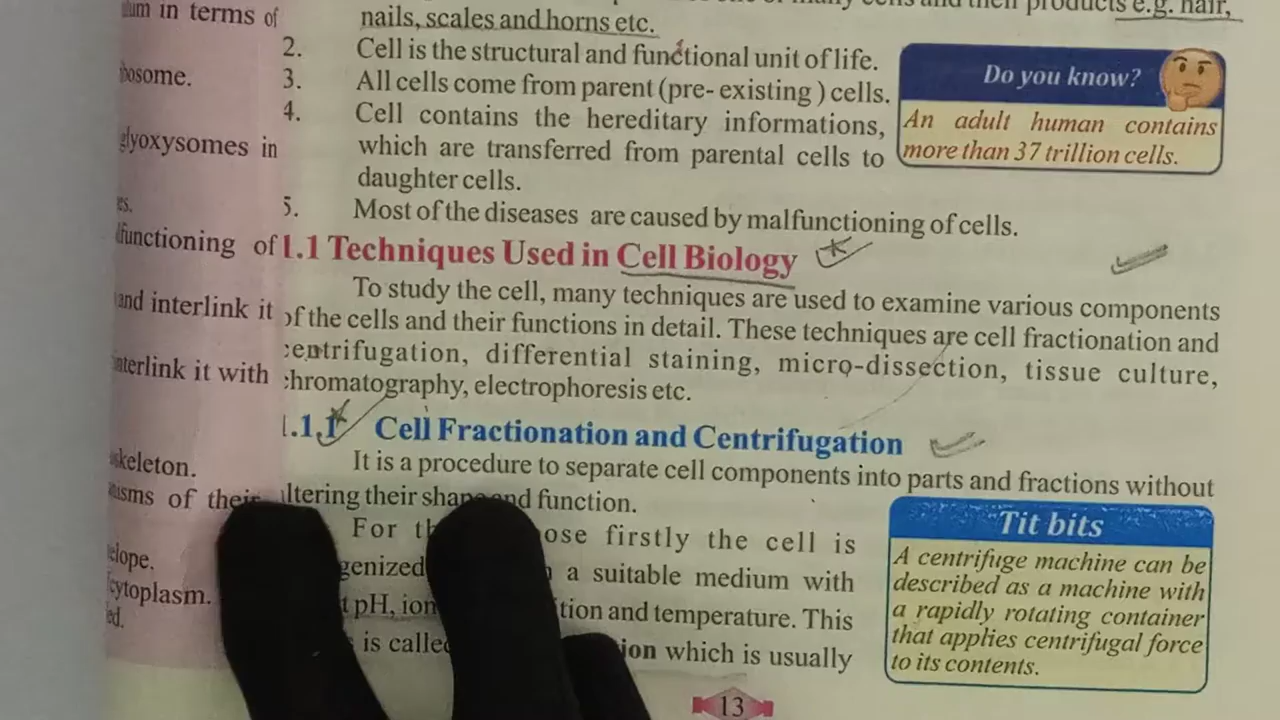 um in terms of
bosome.
glyoxysomes in
es.
functioning of
and interlink it
interlink it with
skeleton.
isms of their
elope.
cytoplasm.
ed.
products e.g. hair,
nails, scales and horns etc.
2. Cell is the structural and functional unit of life.
3. All cells come from parent (pre- existing ) cells.
4. Cell contains the hereditary informations,
which are transferred from parental cells to
daughter cells.
5. Most of the diseases are caused by malfunctioning of cells.
Do you know?
An adult human contains
more than 37 trillion cells.
1.1 Techniques Used in Cell Biology
To study the cell, many techniques are used to examine various components
of the cells and their functions in detail. These techniques are cell fractionation and
centrifugation, differential staining, micro-dissection, tissue culture,
chromatography, electrophoresis etc.
1.1.1 Cell Fractionation and Centrifugation
It is a procedure to separate cell components into parts and fractions without
altering their shape and function.
For ose firstly the cell is
genized a suitable medium with
pH, ion tion and temperature. This
is called ion which is usually
Tit bits
A centrifuge machine can be
described as a machine with
a rapidly rotating container
that applies centrifugal force
to its contents.
13